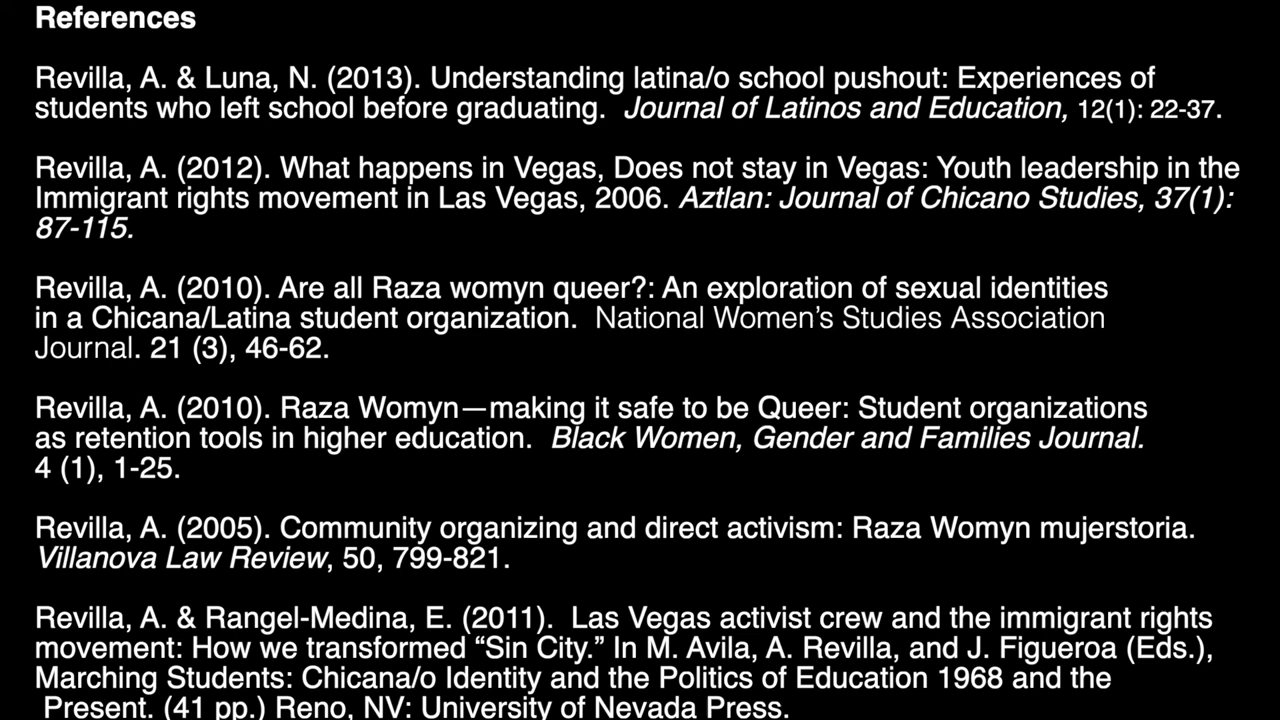 References
Revilla, A. & Luna, N. (2013). Understanding latina/o school pushout: Experiences of
students who left school before graduating. Journal of Latinos and Education, 12(1): 22-37.
Revilla, A. (2012). What happens in Vegas, Does not stay in Vegas: Youth leadership in the
Immigrant rights movement in Las Vegas, 2006. Aztlan: Journal of Chicano Studies, 37(1):
87-115.
Revilla, A. (2010). Are all Raza womyn queer?: An exploration of sexual identities
in a Chicana/Latina student organization. National Women's Studies Association
Journal. 21 (3), 46-62.
Revilla, A. (2010). Raza Womyn—making it safe to be Queer: Student organizations
as retention tools in higher education. Black Women, Gender and Families Journal.
4 (1), 1-25.
Revilla, A. (2005). Community organizing and direct activism: Raza Womyn mujerstoria.
Villanova Law Review, 50, 799-821.
Revilla, A. & Rangel-Medina, E. (2011). Las Vegas activist crew and the immigrant rights
movement: How we transformed “Sin City.” In M. Avila, A. Revilla, and J. Figueroa (Eds.),
Marching Students: Chicana/o Identity and the Politics of Education 1968 and the
Present. (41 pp.) Reno, NV: University of Nevada Press.